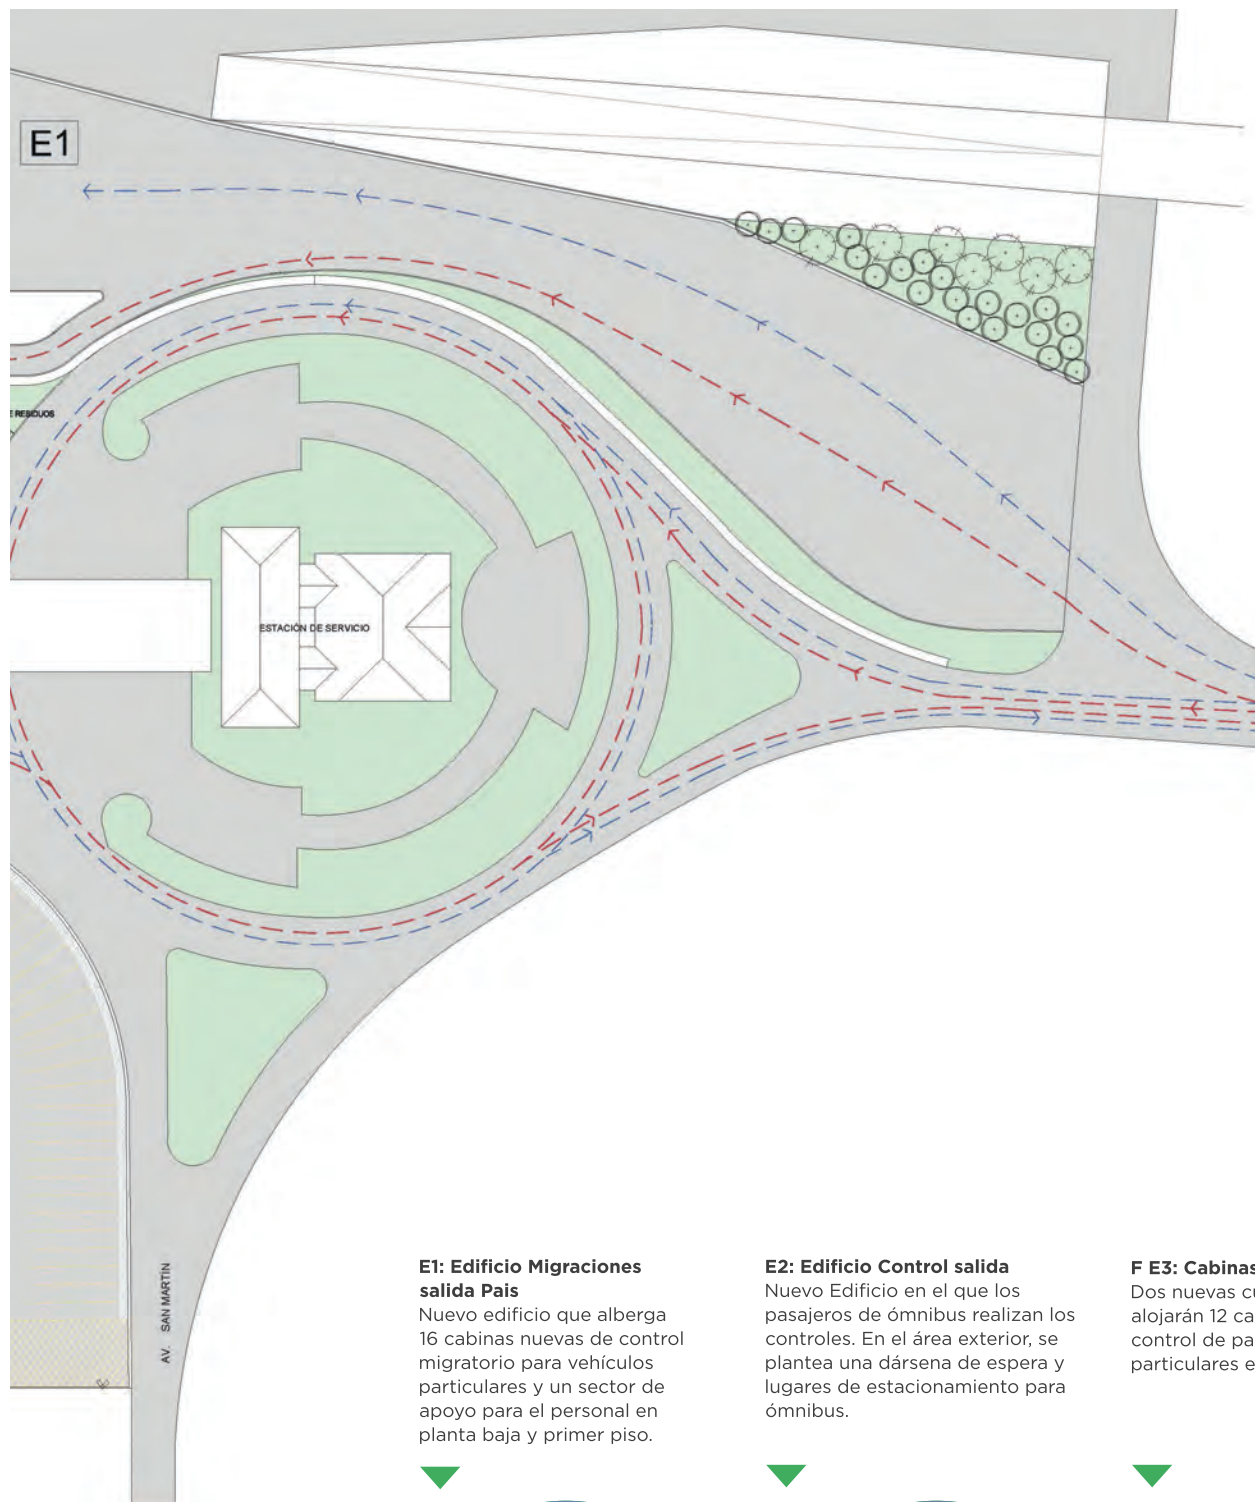 E1
E RESIDUOS
ESTACIÓN DE SERVICIO
AV. SAN MARTÍN
E1: Edificio Migraciones
salida Pais
Nuevo edificio que alberga
16 cabinas nuevas de control
migratorio para vehículos
particulares y un sector de
apoyo para el personal en
planta baja y primer piso.
E2: Edificio Control salida
Nuevo Edificio en el que los
pasajeros de ómnibus realizan los
controles. En el área exterior, se
plantea una dársena de espera y
lugares de estacionamiento para
ómnibus.
F E3: Cabinas
Dos nuevas cu
alojarán 12 ca
control de pa
particulares e